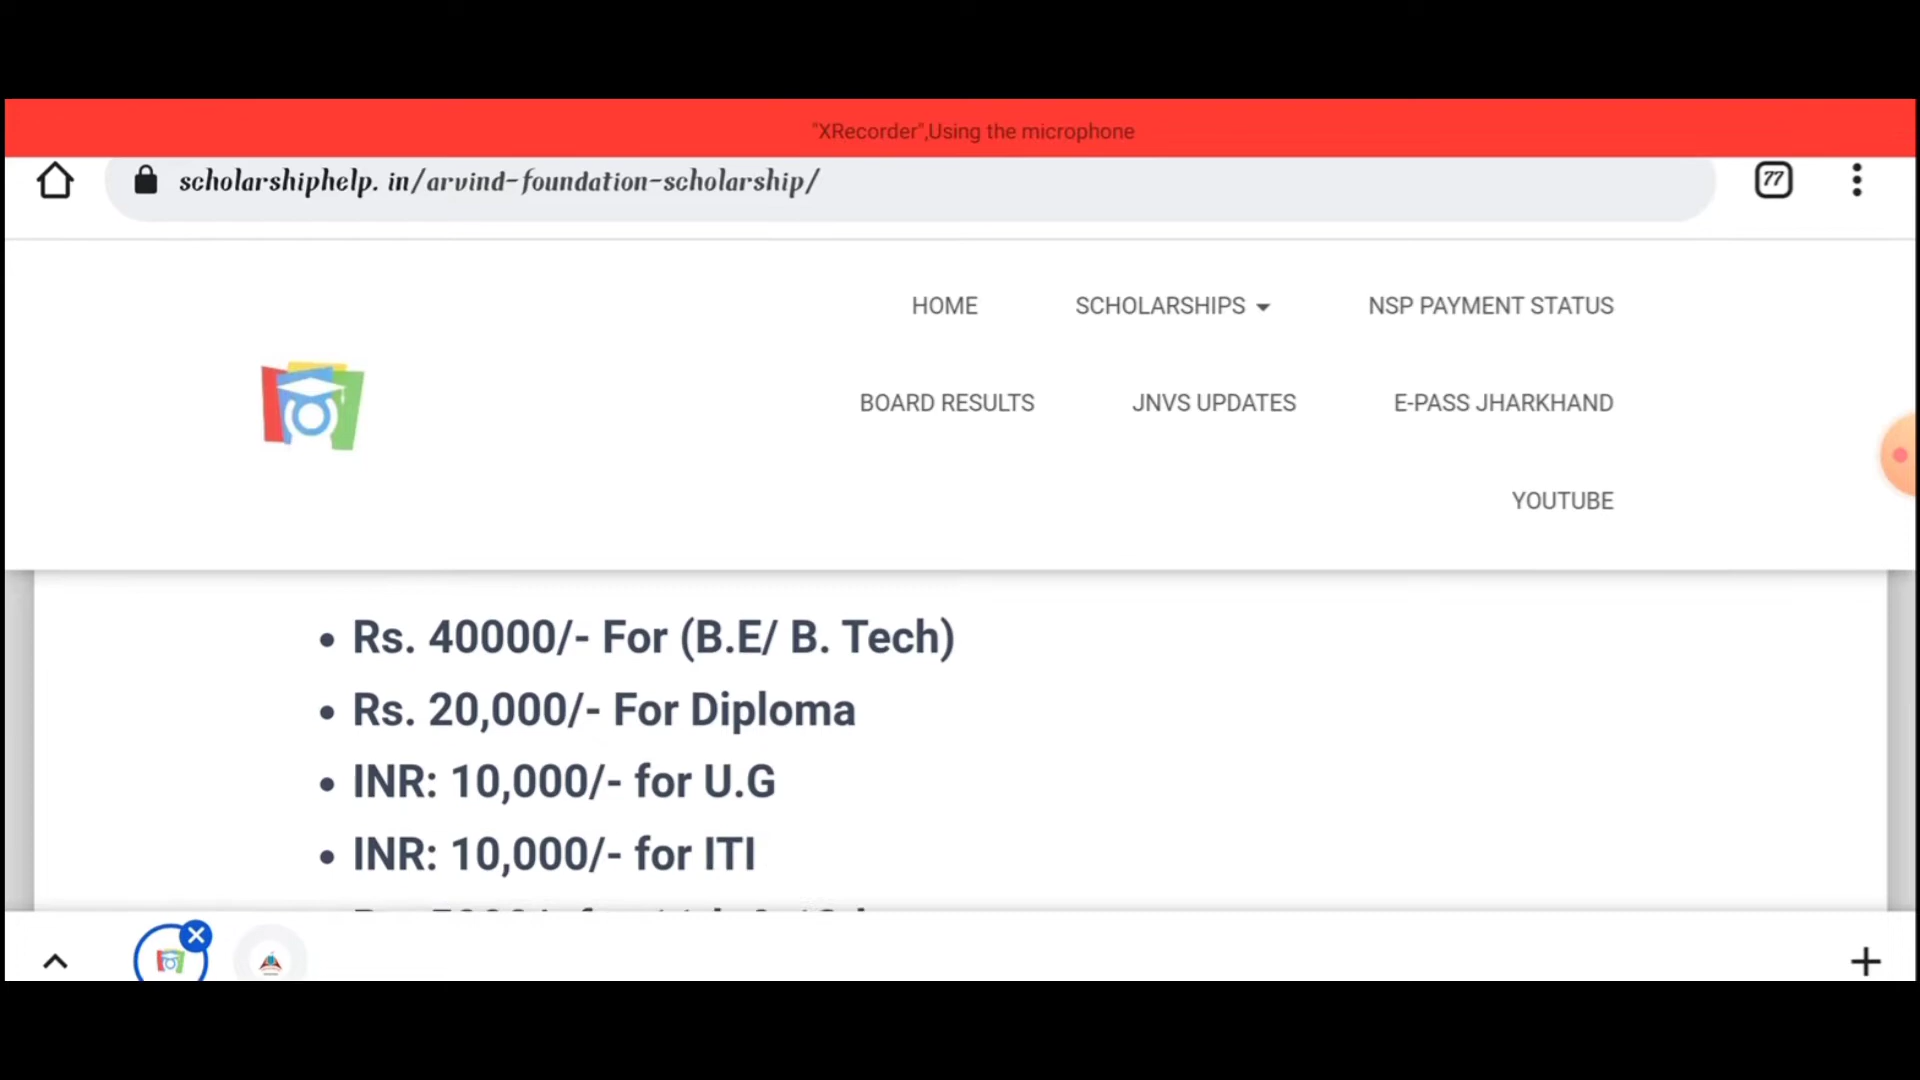 "XRecorder",Using the microphone
scholarshiphelp. in/arvind-foundation-scholarship/
77
HOME
SCHOLARSHIPS
NSP PAYMENT STATUS
BOARD RESULTS
JNVS UPDATES
E-PASS JHARKHAND
YOUTUBE
• Rs. 40000/- For (B.E/ B. Tech)
• Rs. 20,000/- For Diploma
• INR: 10,000/- for U.G
• INR: 10,000/- for ITI